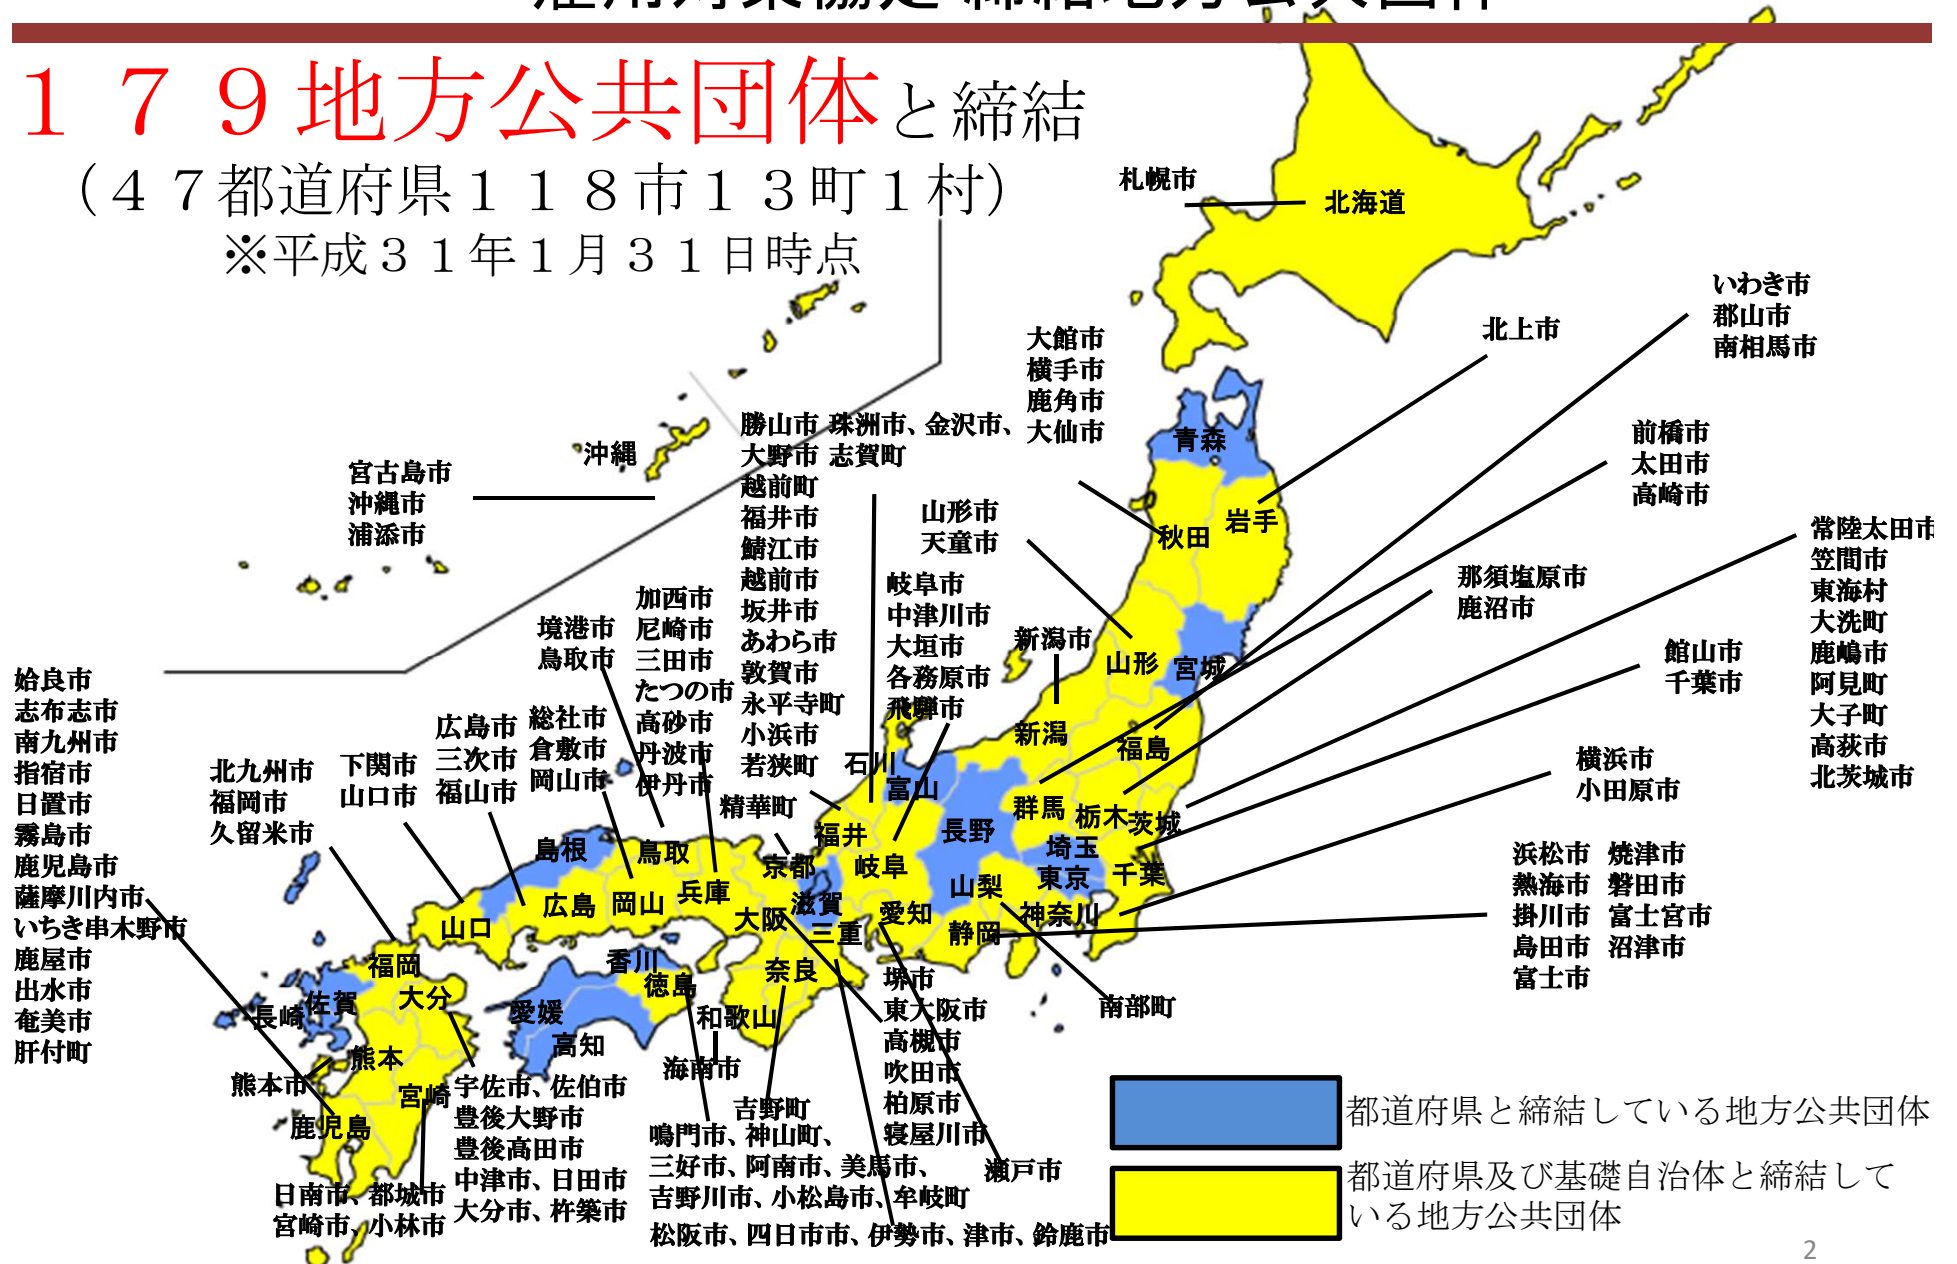 雇用対策協定 締結地方公共団体
１７９地方公共団体と締結
（４７都道府県１１８市１３町１村）
※平成３１年１月３１日時点
札幌市
北海道
いわき市
郡山市
南相馬市
北上市
大館市
横手市
鹿角市
大仙市
青森
岩手
秋田
前橋市
太田市
高崎市
勝山市
大野市
越前町
福井市
鯖江市
越前市
坂井市
あわら市
敦賀市
永平寺町
小浜市
若狭町
珠洲市、金沢市、
志賀町
沖縄
宮古島市
沖縄市
浦添市
山形市
天童市
常陸太田市
笠間市
東海村
大洗町
鹿嶋市
阿見町
大子町
高萩市
北茨城市
那須塩原市
鹿沼市
岐阜市
中津川市
大垣市
各務原市
飛騨市
加西市
尼崎市
三田市
たつの市
高砂市
丹波市
伊丹市
境港市
鳥取市
新潟市
山形
宮城
館山市
千葉市
姶良市
志布志市
南九州市
指宿市
日置市
霧島市
鹿児島市
薩摩川内市
いちき串木野市
鹿屋市
出水市
奄美市
肝付町
総社市
倉敷市
岡山市
広島市
三次市
福山市
下関市
山口市
北九州市
福岡市
久留米市
新潟
福島
石川
富山
横浜市
小田原市
精華町
群馬
栃木
茨城
福井
長野
埼玉
島根
鳥取
京都
岐阜
東京
千葉
山梨
浜松市 焼津市
熱海市 磐田市
掛川市 富士宮市
島田市 沼津市
富士市
広島
岡山
兵庫
滋賀
大阪
愛知
神奈川
山口
三重
静岡
福岡
香川
奈良
徳島
大分
佐賀
長崎
愛媛
高知
和歌山
堺市
東大阪市
高槻市
吹田市
柏原市
寝屋川市
南部町
熊本
海南市
熊本市
宮崎
鹿児島
宇佐市、佐伯市
豊後大野市
豊後高田市
中津市、日田市
大分市、杵築市
吉野町
鳴門市、神山町、
三好市、阿南市、美馬市、
吉野川市、小松島市、牟岐町
瀬戸市
日南市、都城市
宮崎市、小林市
松阪市、四日市市、伊勢市、津市、鈴鹿市
都道府県と締結している地方公共団体
都道府県及び基礎自治体と締結して
いる地方公共団体
2